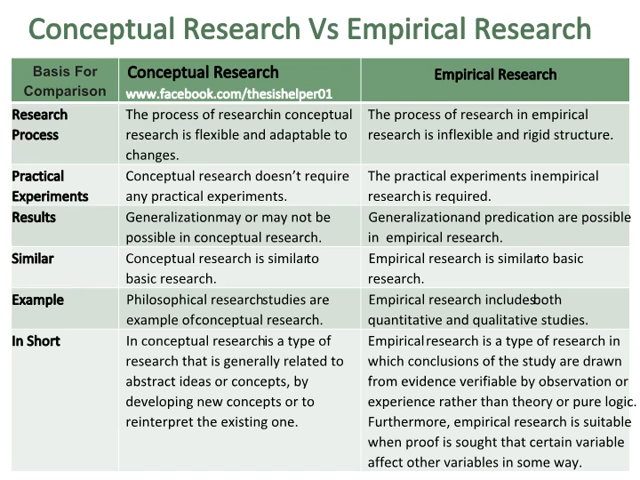 Conceptual Research Vs Empirical Research
Basis For
Comparison
Conceptual Research
www.facebook.com/thesishelper01
Empirical Research
Research
Process
The process of researchin conceptual
research is flexible and adaptable to
changes.
The process of research in empirical
research is inflexible and rigid structure.
Practical
Experiments
Conceptual research doesn't require
any practical experiments.
The practical experiments inempirical
research is required.
Results
Generalizationmay or may not be
possible in conceptual research.
Generalizationand predication are possible
in empirical research.
Similar
Conceptual research is similarto
basic research.
Empirical research is similarto basic
research.
Example
Philosophical researchstudies are
example ofconceptual research.
Empirical research includesboth
quantitative and qualitative studies.
In Short
In conceptual researchis a type of
research that is generally related to
abstract ideas or concepts, by
developing new concepts or to
reinterpret the existing one.
Empirical research is a type of research in
which conclusions of the study are drawn
from evidence verifiable by observation or
experience rather than theory or pure logic.
Furthermore, empirical research is suitable
when proof is sought that certain variable
affect other variables in some way.